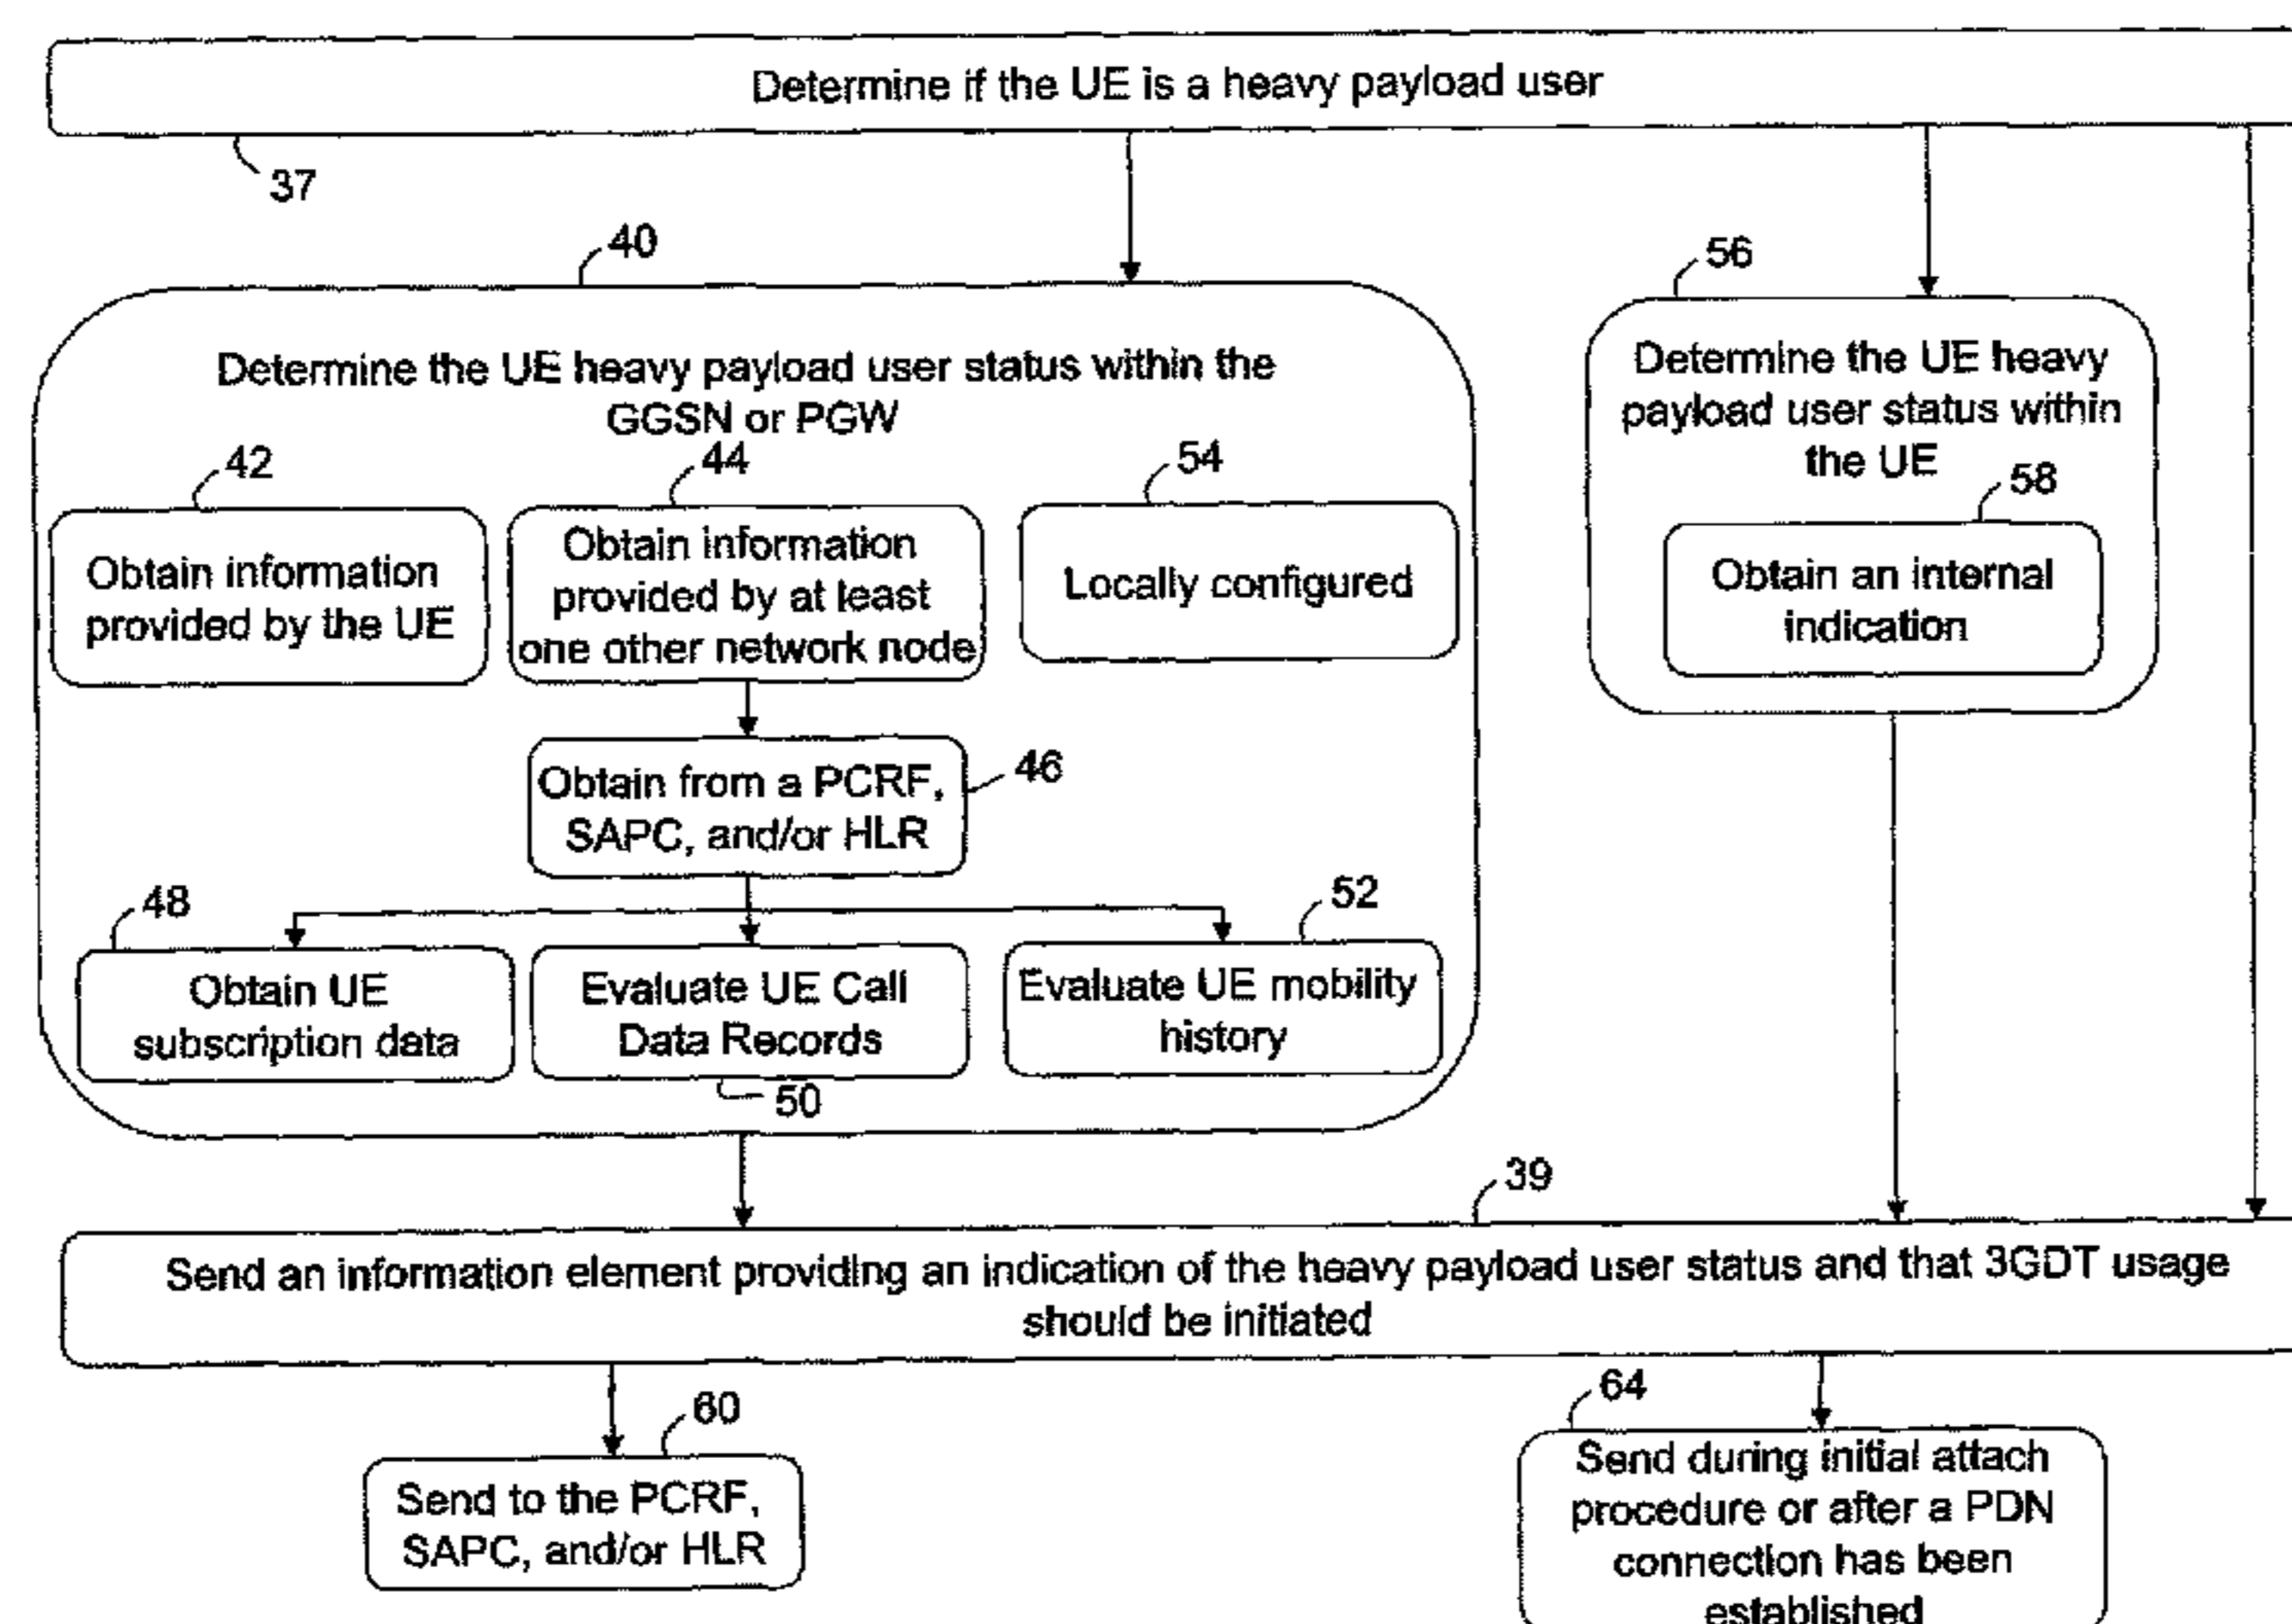 Determine if the UE is a heavy payload user
37
40
56
Determine the UE heavy payload user status within the
GGSN or PGW
Determine the UE heavy
payload user status within
the UE
42
44
54
58
Obtain information
provided by the UE
Obtain information
provided by at least
one other network node
Locally configured
Obtain an internal
indication
Obtain from a PCRF,
SAPC, and/or HLR
46
48
52
Obtain UE
subscription data
Evaluate UE Call
Data Records
Evaluate UE mobility
history
50
39
Send an information element providing an indication of the heavy payload user status and that 3GDT usage
should be initiated
60
64
Send to the PCRF,
SAPC, and/or HLR
Send during initial attach
procedure or after a PDN
connection has been
established